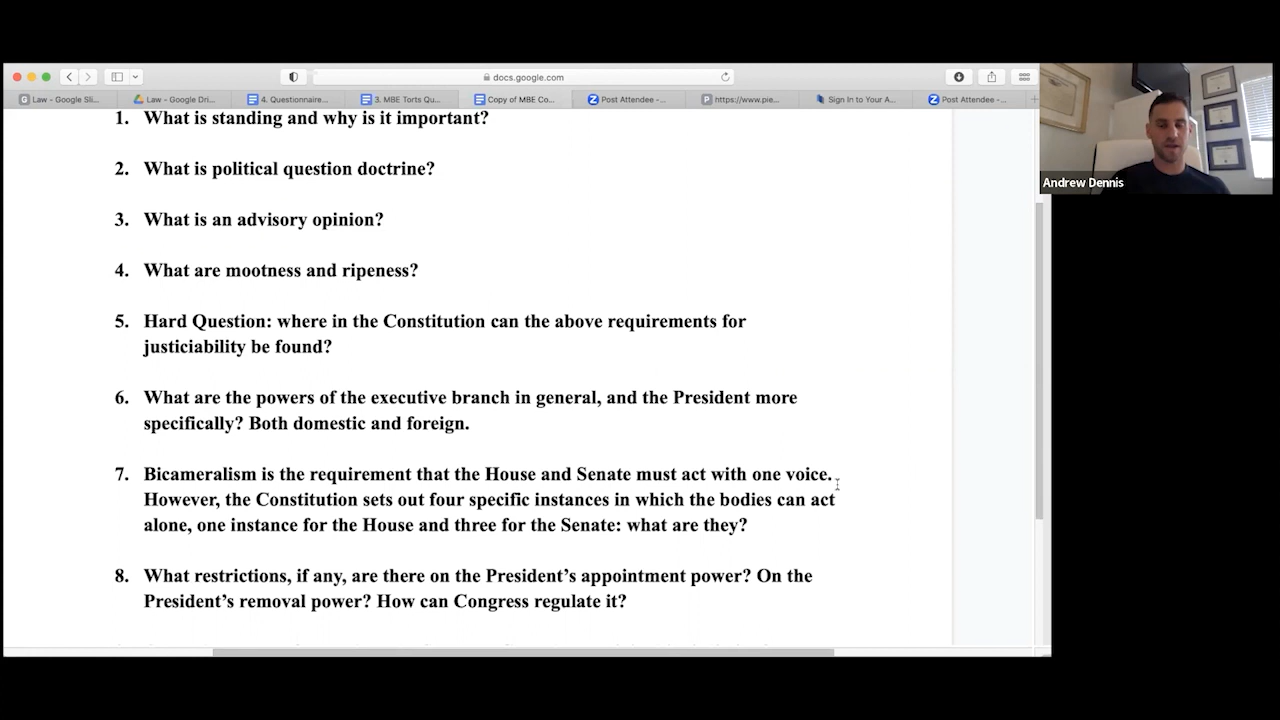 docs.google.com
Law - Google Sli...
Law - Google Dri...
4. Questionnaire...
3. MBE Torts Qu...
Copy of MBE Co...
Post Attendee -...
https://www.pie...
Sign In to Your A...
Post Attendee -...
1. What is standing and why is it important?
2. What is political question doctrine?
3. What is an advisory opinion?
4. What are mootness and ripeness?
5. Hard Question: where in the Constitution can the above requirements for
justiciability be found?
6. What are the powers of the executive branch in general, and the President more
specifically? Both domestic and foreign.
7. Bicameralism is the requirement that the House and Senate must act with one voice.
However, the Constitution sets out four specific instances in which the bodies can act
alone, one instance for the House and three for the Senate: what are they?
8. What restrictions, if any, are there on the President’s appointment power? On the
President’s removal power? How can Congress regulate it?
Andrew Dennis